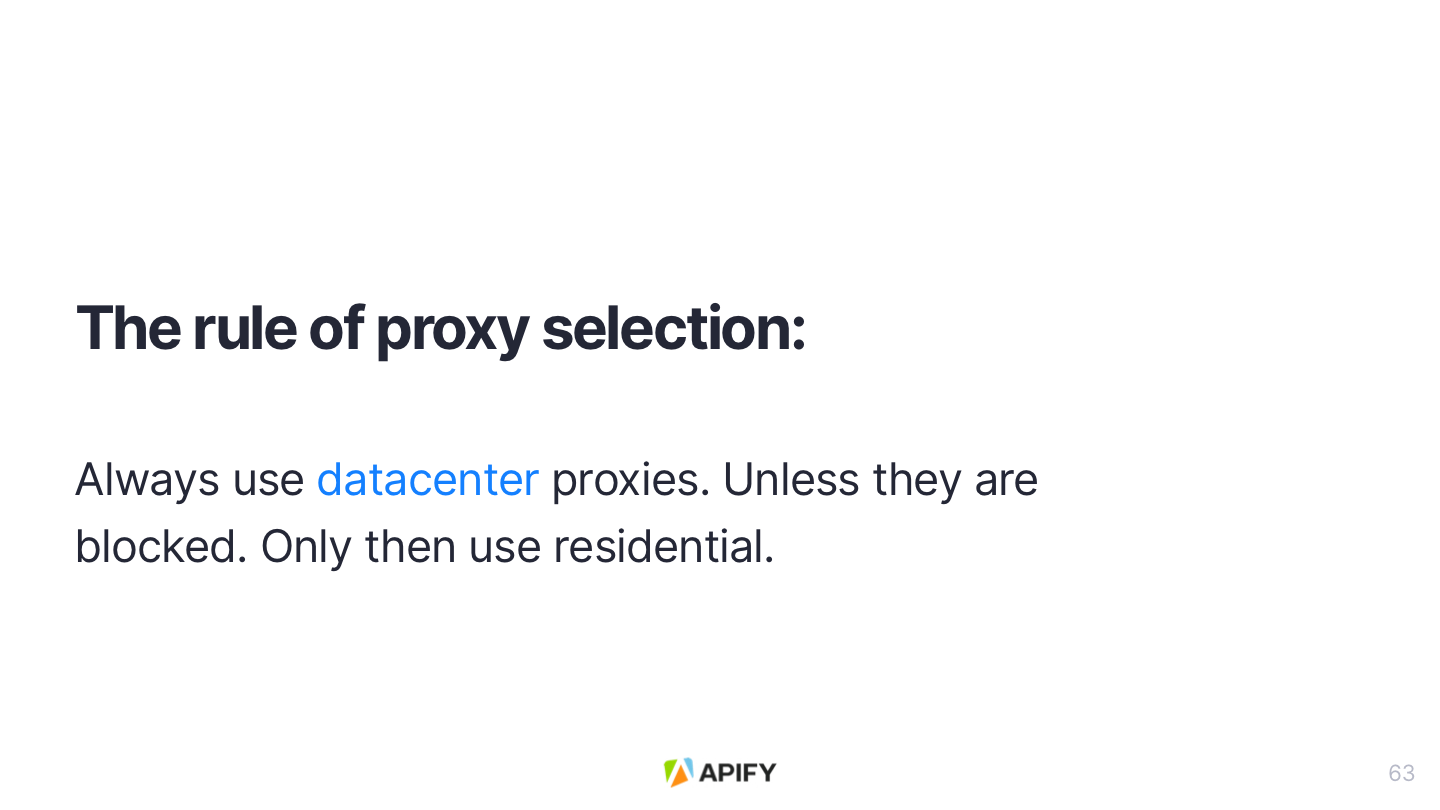 The rule of proxy selection:
Always use datacenter proxies. Unless they are
blocked. Only then use residential.
APIFY
63